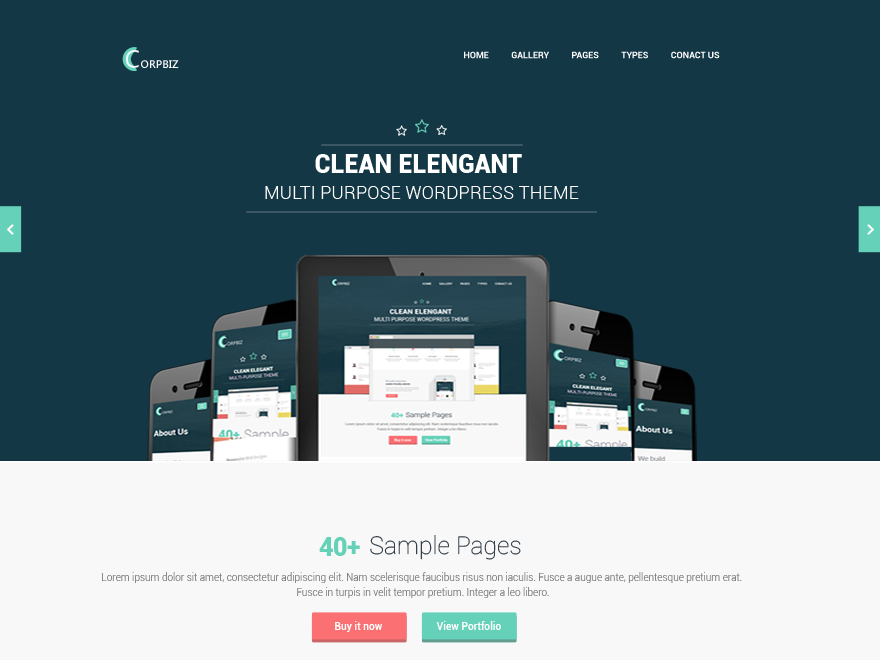 CORPBIZ
HOME GALLERY PAGES TYPES CONACT US
CLEAN ELENGANT
MULTI PURPOSE WORDPRESS THEME
CORPBIZ
HOME GALLERY PAGES TYPES CONTACT US
CLEAN ELENGANT
MULTI PURPOSE WORDPRESS THEME
40+ Sample Pages
Buy it now View Portfolio
CORPBIZ
CLEAN ELEGANT
MULTI-PURPOSE THEME
40+ Sample
CORPBIZ
About Us
CORPBIZ
CLEAN ELEGANT
MULTI-PURPOSE THEME
40+ Sample
CORPBIZ
About Us
We build
40+ Sample Pages
Lorem ipsum dolor sit amet, consectetur adipiscing elit. Nam scelerisque faucibus risus non iaculis. Fusce a augue ante, pellentesque pretium erat.
Fusce in turpis in velit tempor pretium. Integer a leo libero.
Buy it now View Portfolio